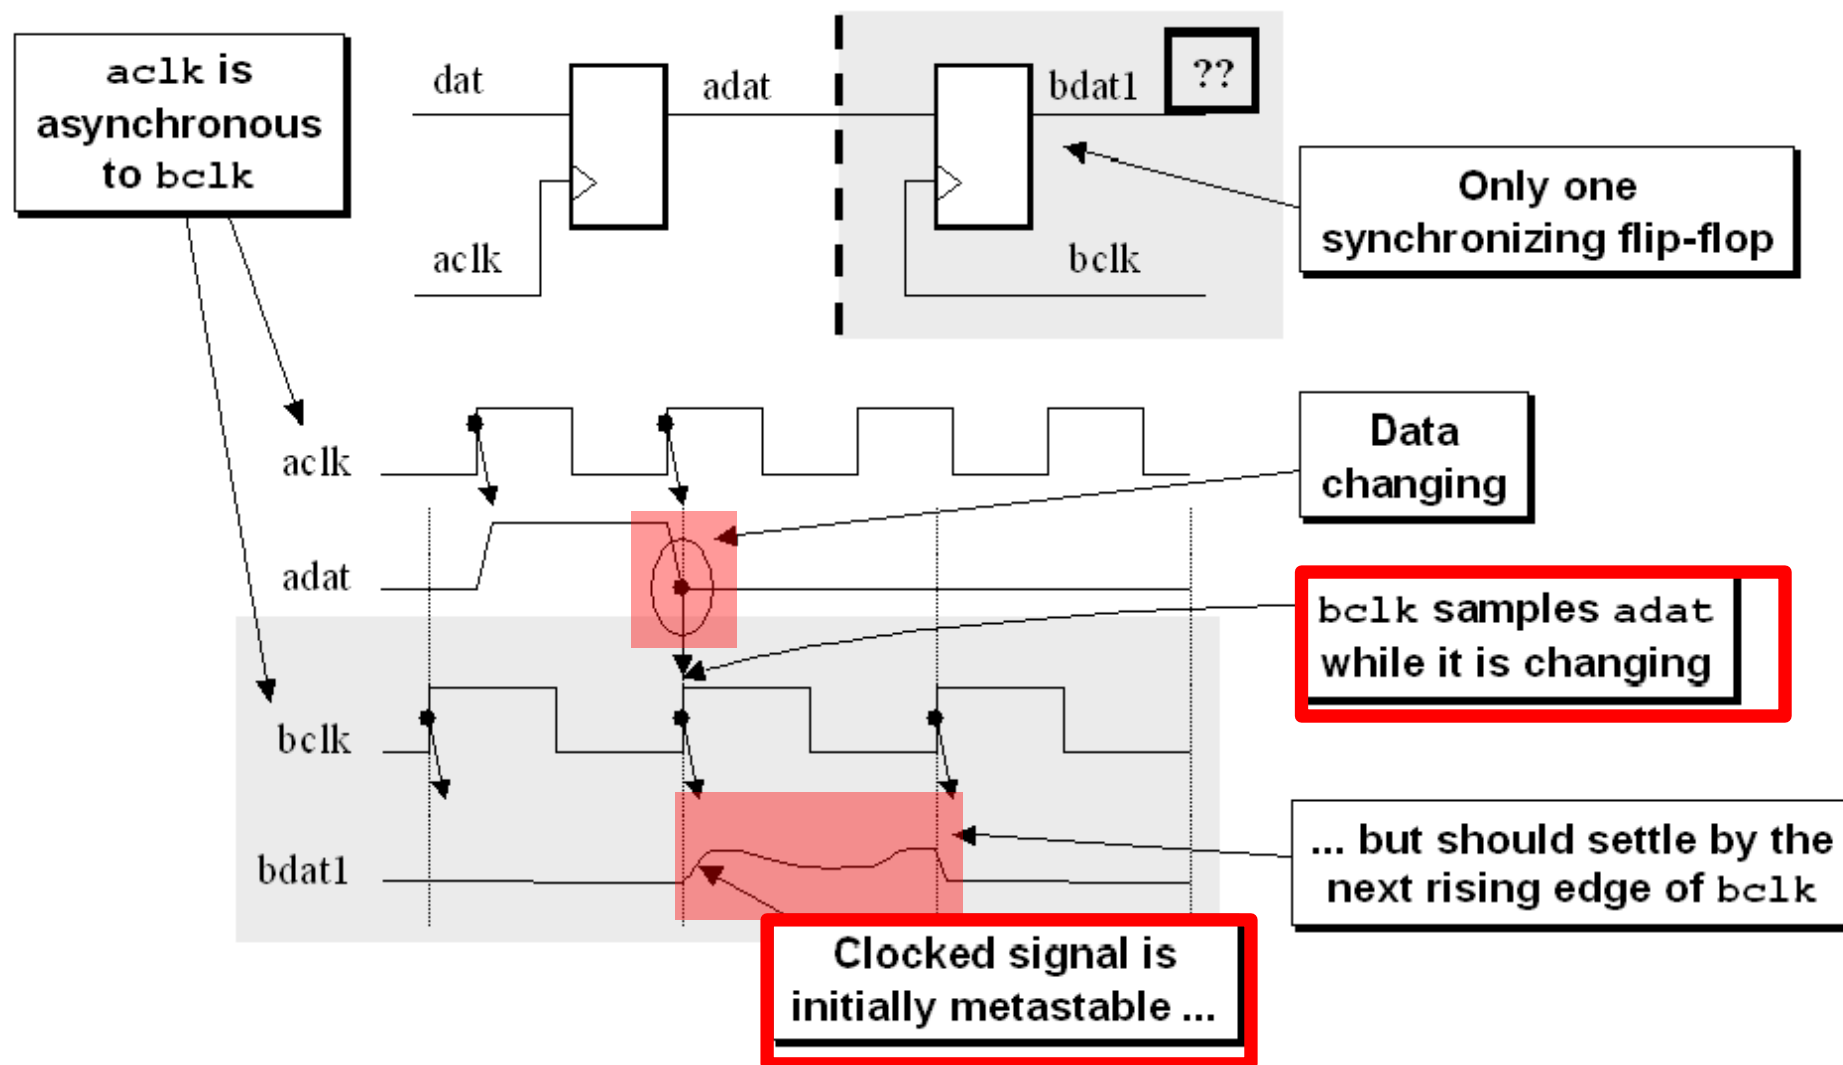 aclk is
asynchronous
to bclk
dat
adat
bdat1
??
aclk
bclk
Only one
synchronizing flip-flop
aclk
Data
changing
adat
bclk samples adat
while it is changing
bclk
bdat1
... but should settle by the
next rising edge of bclk
Clocked signal is
initially metastable ...